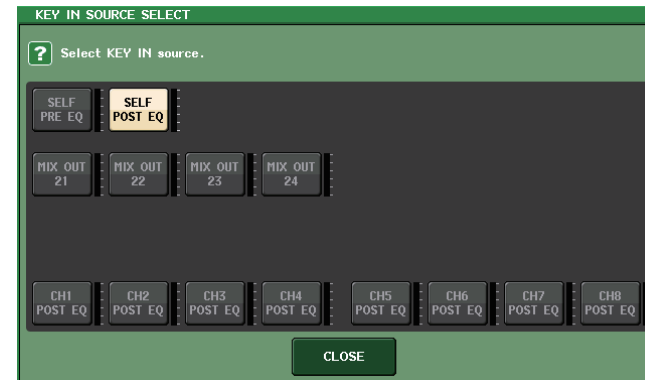 KEY IN SOURCE SELECT
? Select KEY IN source.
SELF SELF
PRE EQ POST EQ
MIX OUT MIX OUT MIX OUT MIX OUT
21 22 23 24
CH1 CH2 CH3 CH4 CH5 CH6 CH7 CH8
POST EQ POST EQ POST EQ POST EQ POST EQ POST EQ POST EQ POST EQ
CLOSE